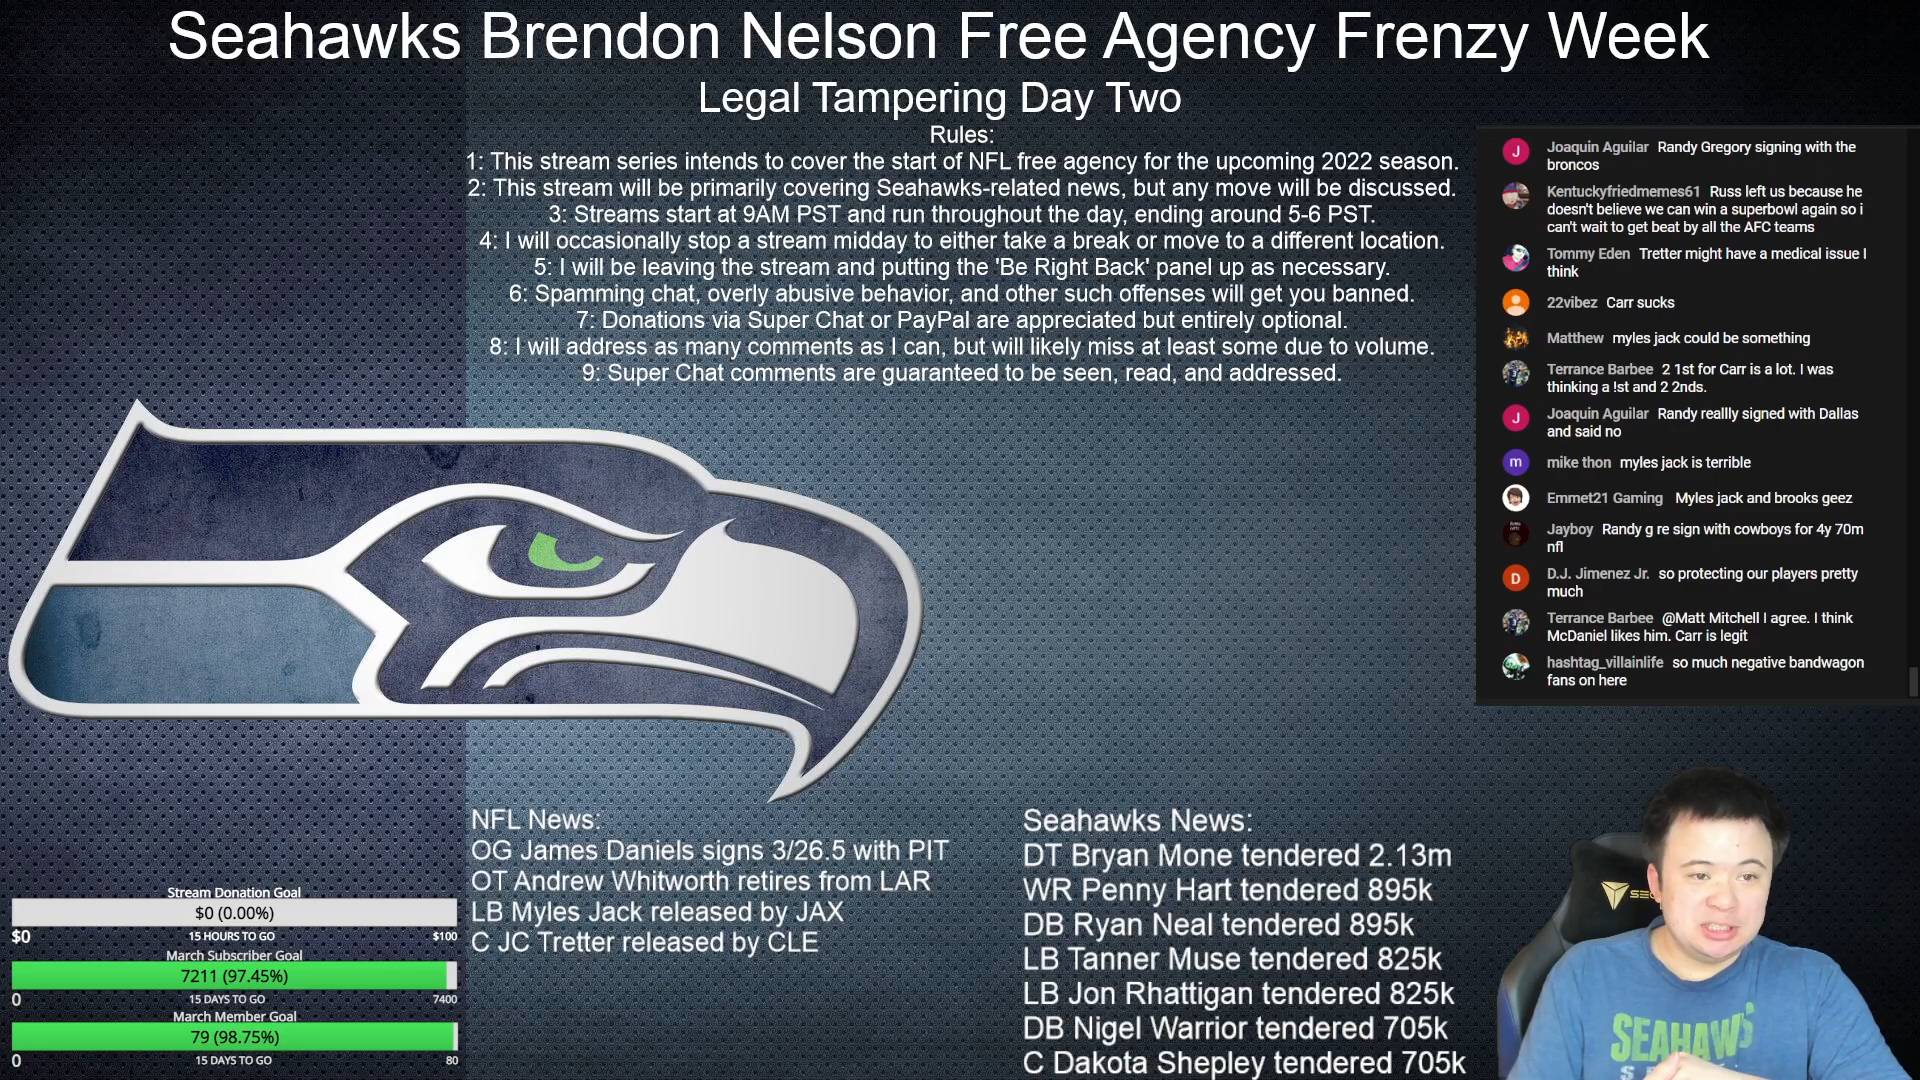 Seahawks Brendon Nelson Free Agency Frenzy Week
Legal Tampering Day Two
Rules:
1: This stream series intends to cover the start of NFL free agency for the upcoming 2022 season.
2: This stream will be primarily covering Seahawks-related news, but any move will be discussed.
3: Streams start at 9AM PST and run throughout the day, ending around 5-6 PST.
4: I will occasionally stop a stream midday to either take a break or move to a different location.
5: I will be leaving the stream and putting the 'Be Right Back' panel up as necessary.
6: Spamming chat, overly abusive behavior, and other such offenses will get you banned.
7: Donations via Super Chat or PayPal are appreciated but entirely optional.
8: I will address as many comments as I can, but will likely miss at least some due to volume.
9: Super Chat comments are guaranteed to be seen, read, and addressed.
J Joaquin Aguilar Randy Gregory signing with the
broncos
Kentuckyfriedmemes61 Russ left us because he
doesn't believe we can win a superbowl again so i
can't wait to get beat by all the AFC teams
Tommy Eden Tretter might have a medical issue I
think
22vibez Carr sucks
Matthew myles jack could be something
Terrance Barbee 2 1st for Carr is a lot. I was
thinking a !st and 2 2nds.
J Joaquin Aguilar Randy reallly signed with Dallas
and said no
m mike thon myles jack is terrible
Emmet21 Gaming Myles jack and brooks geez
Jayboy Randy g re sign with cowboys for 4y 70m
nfl
D D.J. Jimenez Jr. so protecting our players pretty
much
Terrance Barbee @Matt Mitchell I agree. I think
McDaniel likes him. Carr is legit
hashtag_villainlife so much negative bandwagon
fans on here
NFL News:
OG James Daniels signs 3/26.5 with PIT
OT Andrew Whitworth retires from LAR
LB Myles Jack released by JAX
C JC Tretter released by CLE
Seahawks News:
DT Bryan Mone tendered 2.13m
WR Penny Hart tendered 895k
DB Ryan Neal tendered 895k
LB Tanner Muse tendered 825k
LB Jon Rhattigan tendered 825k
DB Nigel Warrior tendered 705k
C Dakota Shepley tendered 705k
Stream Donation Goal
$0 (0.00%)
$0 15 HOURS TO GO $100
March Subscriber Goal
7211 (97.45%)
0 15 DAYS TO GO 7400
March Member Goal
79 (98.75%)
0 15 DAYS TO GO 80
SEAHAWKS